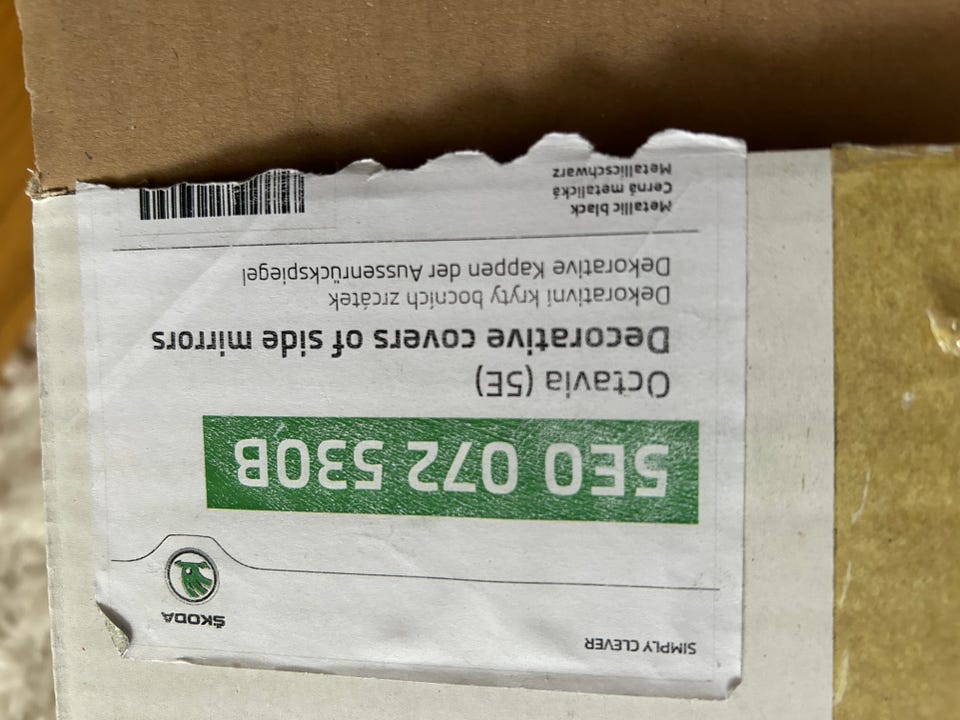 SIMPLY CLEVER
ŠKODA
5E0 072 530B
Octavia (5E)
Decorative covers of side mirrors
Dekorativní kryty bocních zrcátek
Dekorative Kappen der Aussenrückspiegel
Metallic black
Černá metalická
Metallicschwarz